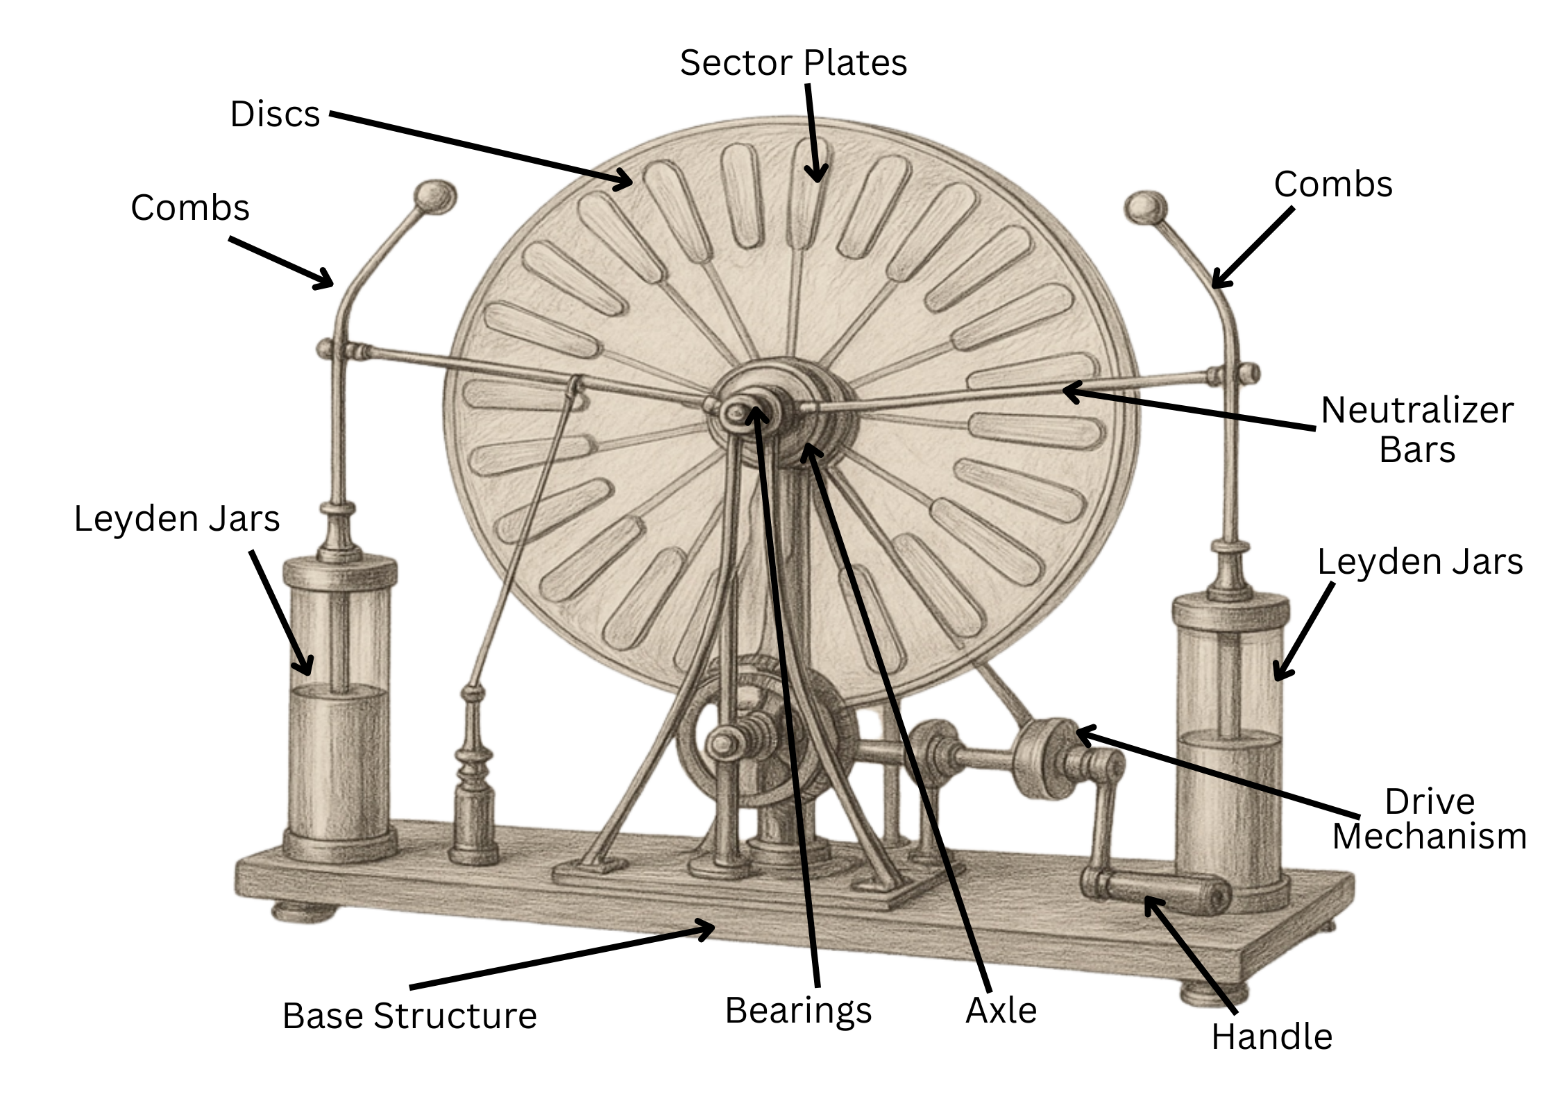 Sector Plates
Discs
Combs
Combs
Neutralizer
Bars
Leyden Jars
Leyden Jars
Drive
Mechanism
Base Structure
Bearings
Axle
Handle